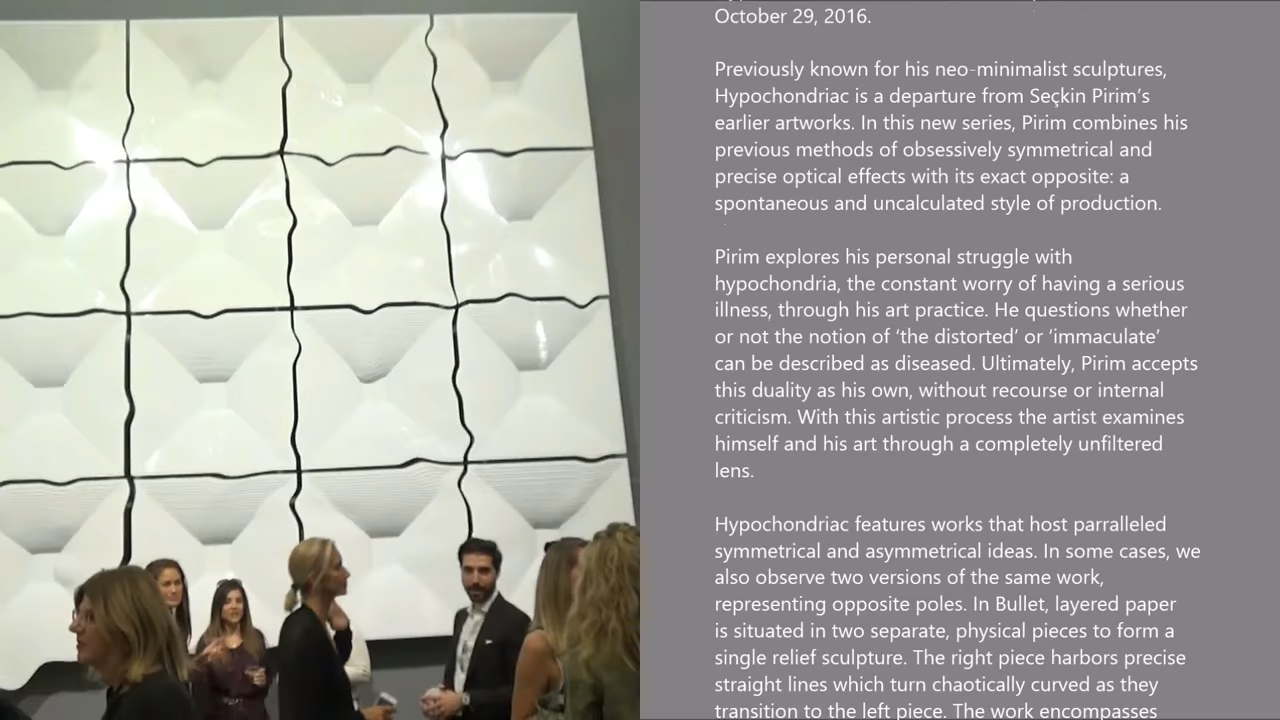 October 29, 2016.
Previously known for his neo-minimalist sculptures,
Hypochondriac is a departure from Seçkin Pirim’s
earlier artworks. In this new series, Pirim combines his
previous methods of obsessively symmetrical and
precise optical effects with its exact opposite: a
spontaneous and uncalculated style of production.
Pirim explores his personal struggle with
hypochondria, the constant worry of having a serious
illness, through his art practice. He questions whether
or not the notion of ‘the distorted’ or ‘immaculate’
can be described as diseased. Ultimately, Pirim accepts
this duality as his own, without recourse or internal
criticism. With this artistic process the artist examines
himself and his art through a completely unfiltered
lens.
Hypochondriac features works that host parralleled
symmetrical and asymmetrical ideas. In some cases, we
also observe two versions of the same work,
representing opposite poles. In Bullet, layered paper
is situated in two separate, physical pieces to form a
single relief sculpture. The right piece harbors precise
straight lines which turn chaotically curved as they
transition to the left piece. The work encompasses